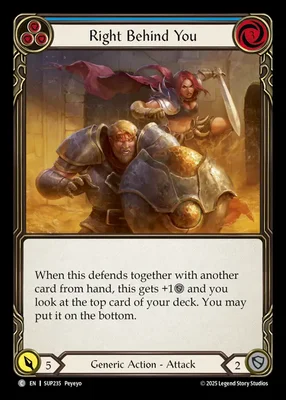 Right Behind You
When this defends together with another
card from hand, this gets +1 and you
look at the top card of your deck. You may
put it on the bottom.
5 Generic Action - Attack 2
C EN | SUP235 Peyeyo ©2025 Legend Story Studios